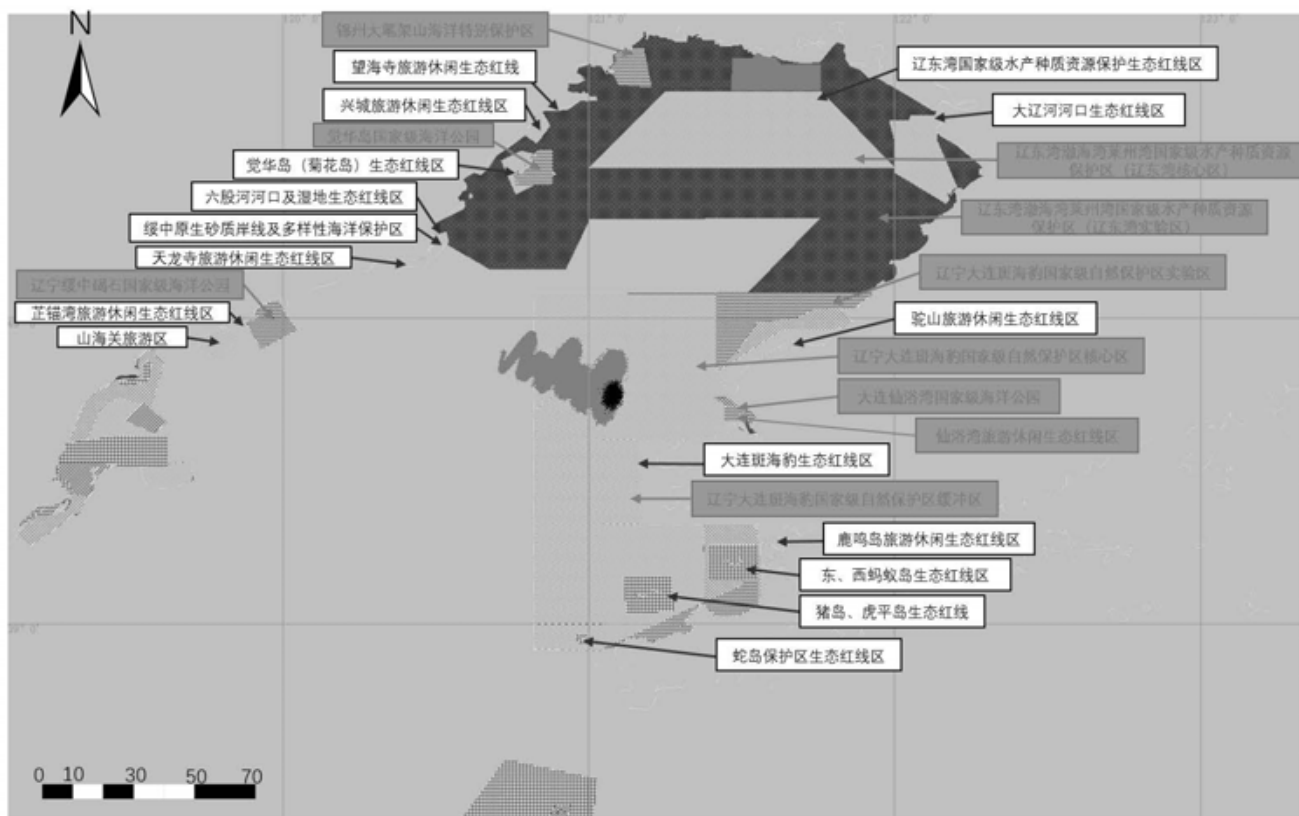 N
120° 0'
121° 0'
122° 0'
123° 0'
锦州大笔架山海洋特别保护区
望海寺旅游休闲生态红线
兴城旅游休闲生态红线区
觉华岛国家级海洋公园
觉华岛（菊花岛）生态红线区
六股河河口及湿地生态红线区
绥中原生砂质岸线及多样性海洋保护区
天龙寺旅游休闲生态红线区
辽宁绥中碣石国家级海洋公园
芷锚湾旅游休闲生态红线区
山海关旅游区
辽东湾国家级水产种质资源保护生态红线区
大辽河河口生态红线区
辽东湾渤海湾莱州湾国家级水产种质资源
保护区（辽东湾核心区）
辽东湾渤海湾莱州湾国家级水产种质资源
保护区（辽东湾实验区）
辽宁大连斑海豹国家级自然保护区实验区
驼山旅游休闲生态红线区
辽宁大连斑海豹国家级自然保护区核心区
大连仙浴湾国家级海洋公园
仙浴湾旅游休闲生态红线区
大连斑海豹生态红线区
辽宁大连斑海豹国家级自然保护区缓冲区
鹿鸣岛旅游休闲生态红线区
东、西蚂蚁岛生态红线区
猪岛、虎平岛生态红线
蛇岛保护区生态红线区
0 10 30 50 70